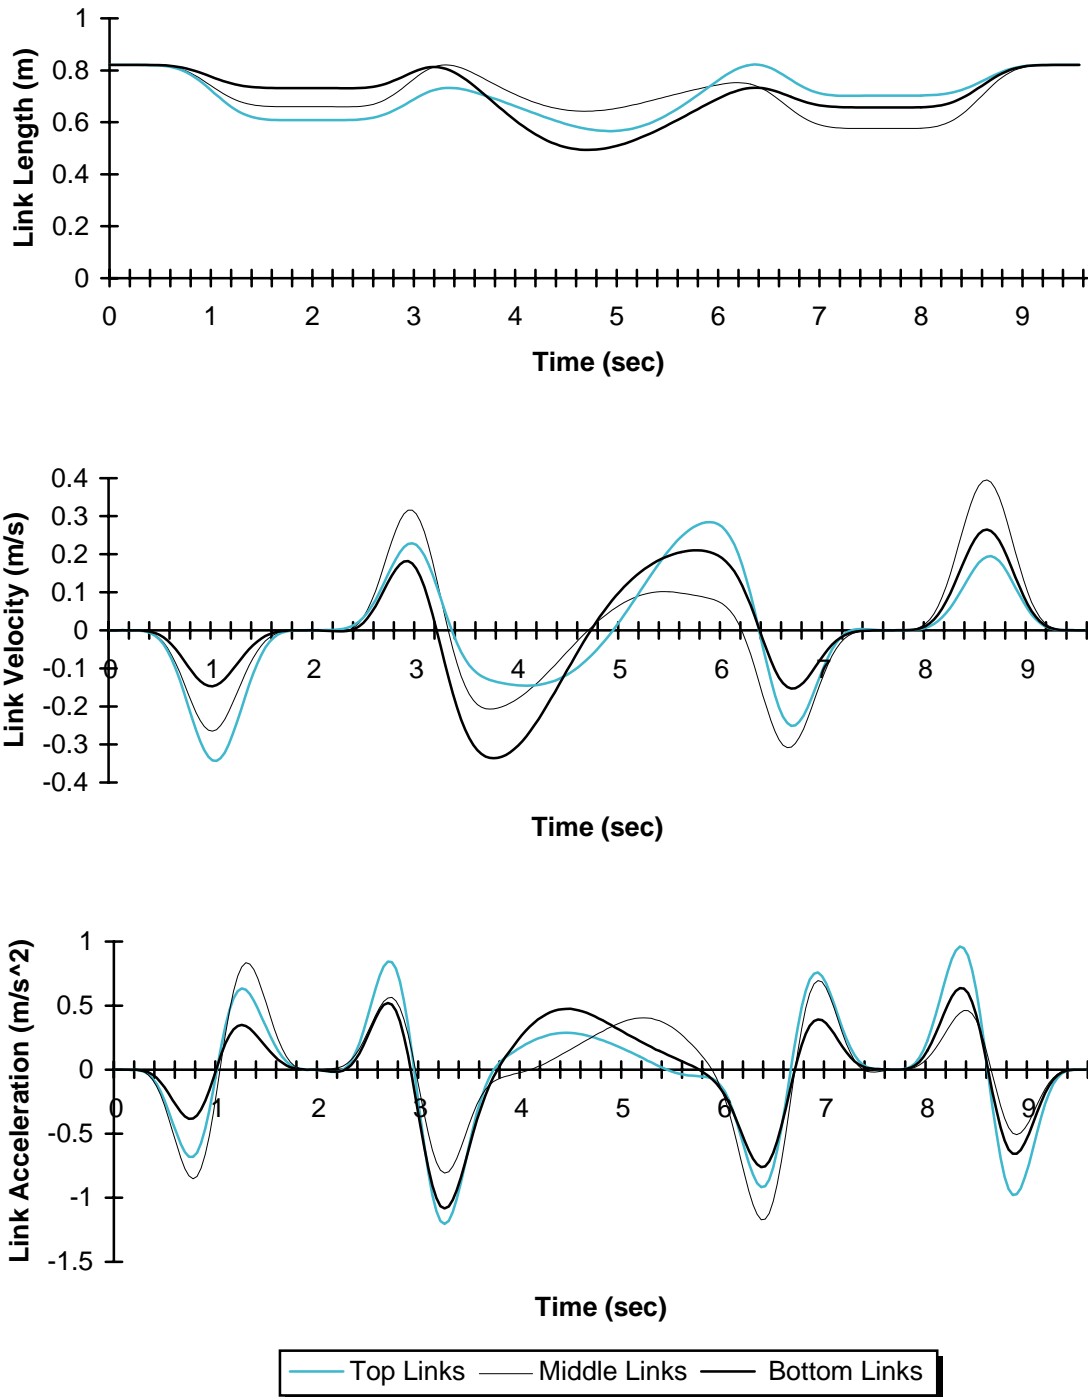 Link Length (m)
1
0.8
0.6
0.4
0.2
0
0 1 2 3 4 5 6 7 8 9
Time (sec)
Link Velocity (m/s)
0.4
0.3
0.2
0.1
0
-0.1
-0.2
-0.3
-0.4
0 1 2 3 4 5 6 7 8 9
Time (sec)
Link Acceleration (m/s^2)
1
0.5
0
-0.5
-1
-1.5
0 1 2 3 4 5 6 7 8 9
Time (sec)
Top Links Middle Links Bottom Links